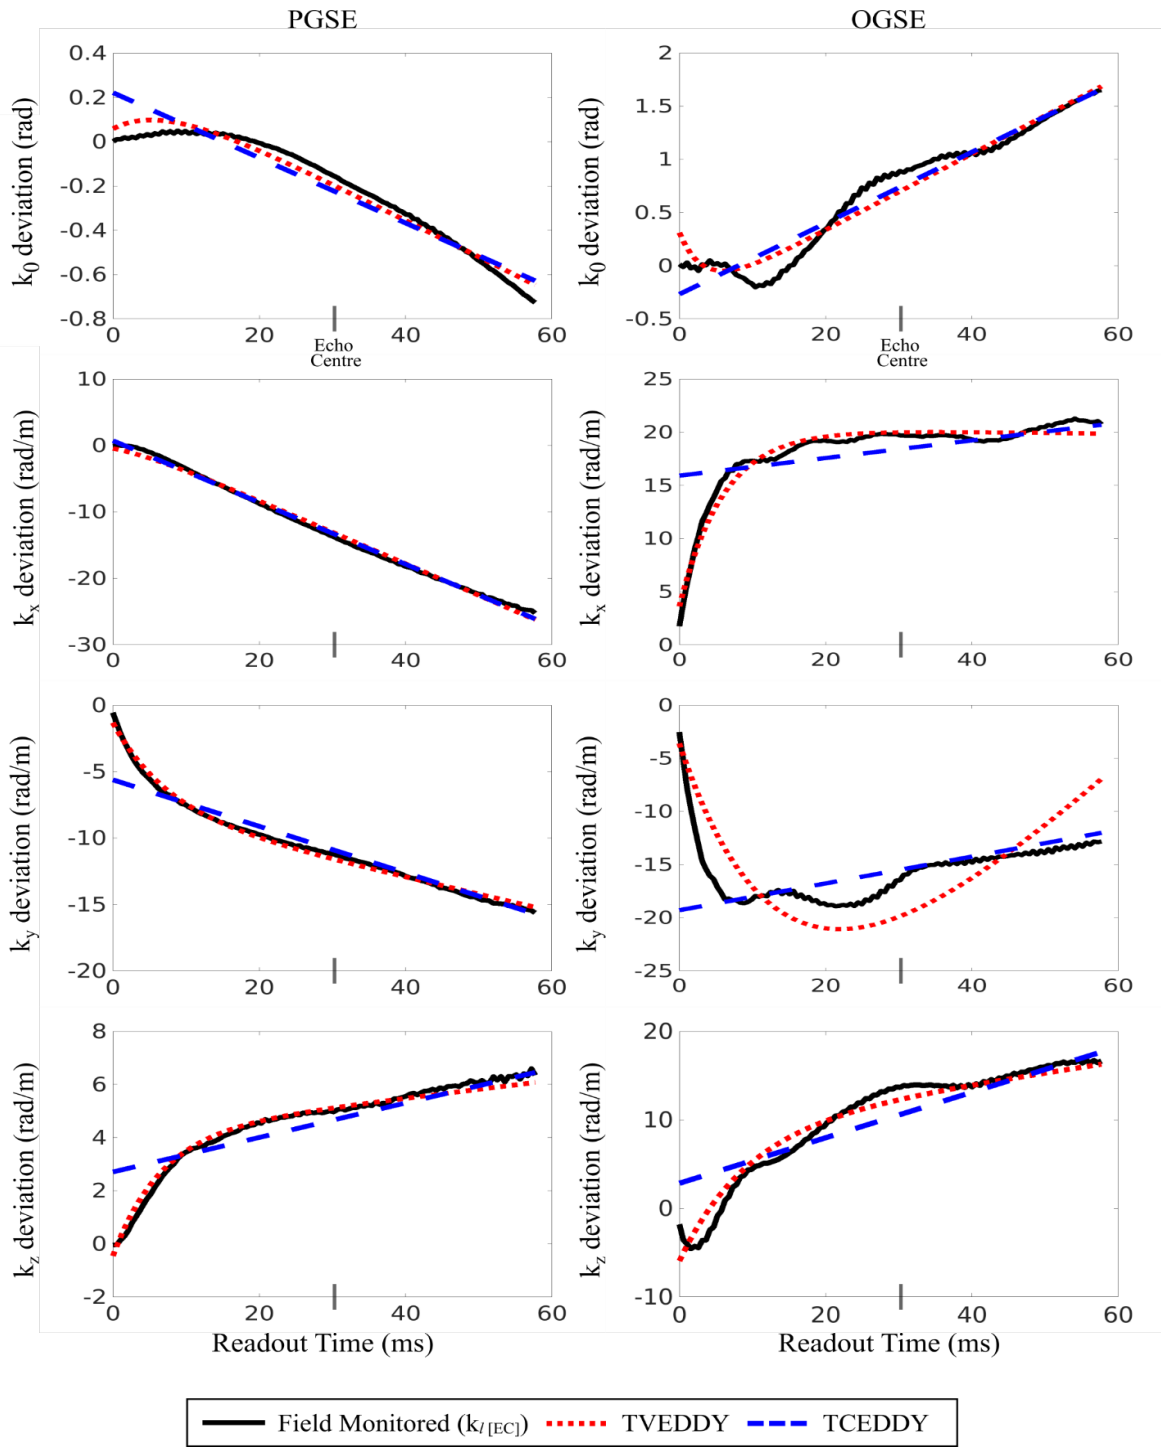 PGSE OGSE
k0 deviation (rad)
0.4
0.2
0
-0.2
-0.4
-0.6
-0.8
0 20 40 60
Echo
Centre
k0 deviation (rad)
2
1.5
1
0.5
0
-0.5
0 20 40 60
Echo
Centre
kx deviation (rad/m)
10
0
-10
-20
-30
0 20 40 60
kx deviation (rad/m)
25
20
15
10
5
0
0 20 40 60
ky deviation (rad/m)
0
-5
-10
-15
-20
0 20 40 60
ky deviation (rad/m)
0
-5
-10
-15
-20
-25
0 20 40 60
kz deviation (rad/m)
8
6
4
2
0
-2
0 20 40 60
Readout Time (ms)
kz deviation (rad/m)
20
10
0
-10
0 20 40 60
Readout Time (ms)
Field Monitored (kl [EC]) TVEDDY TCEDDY